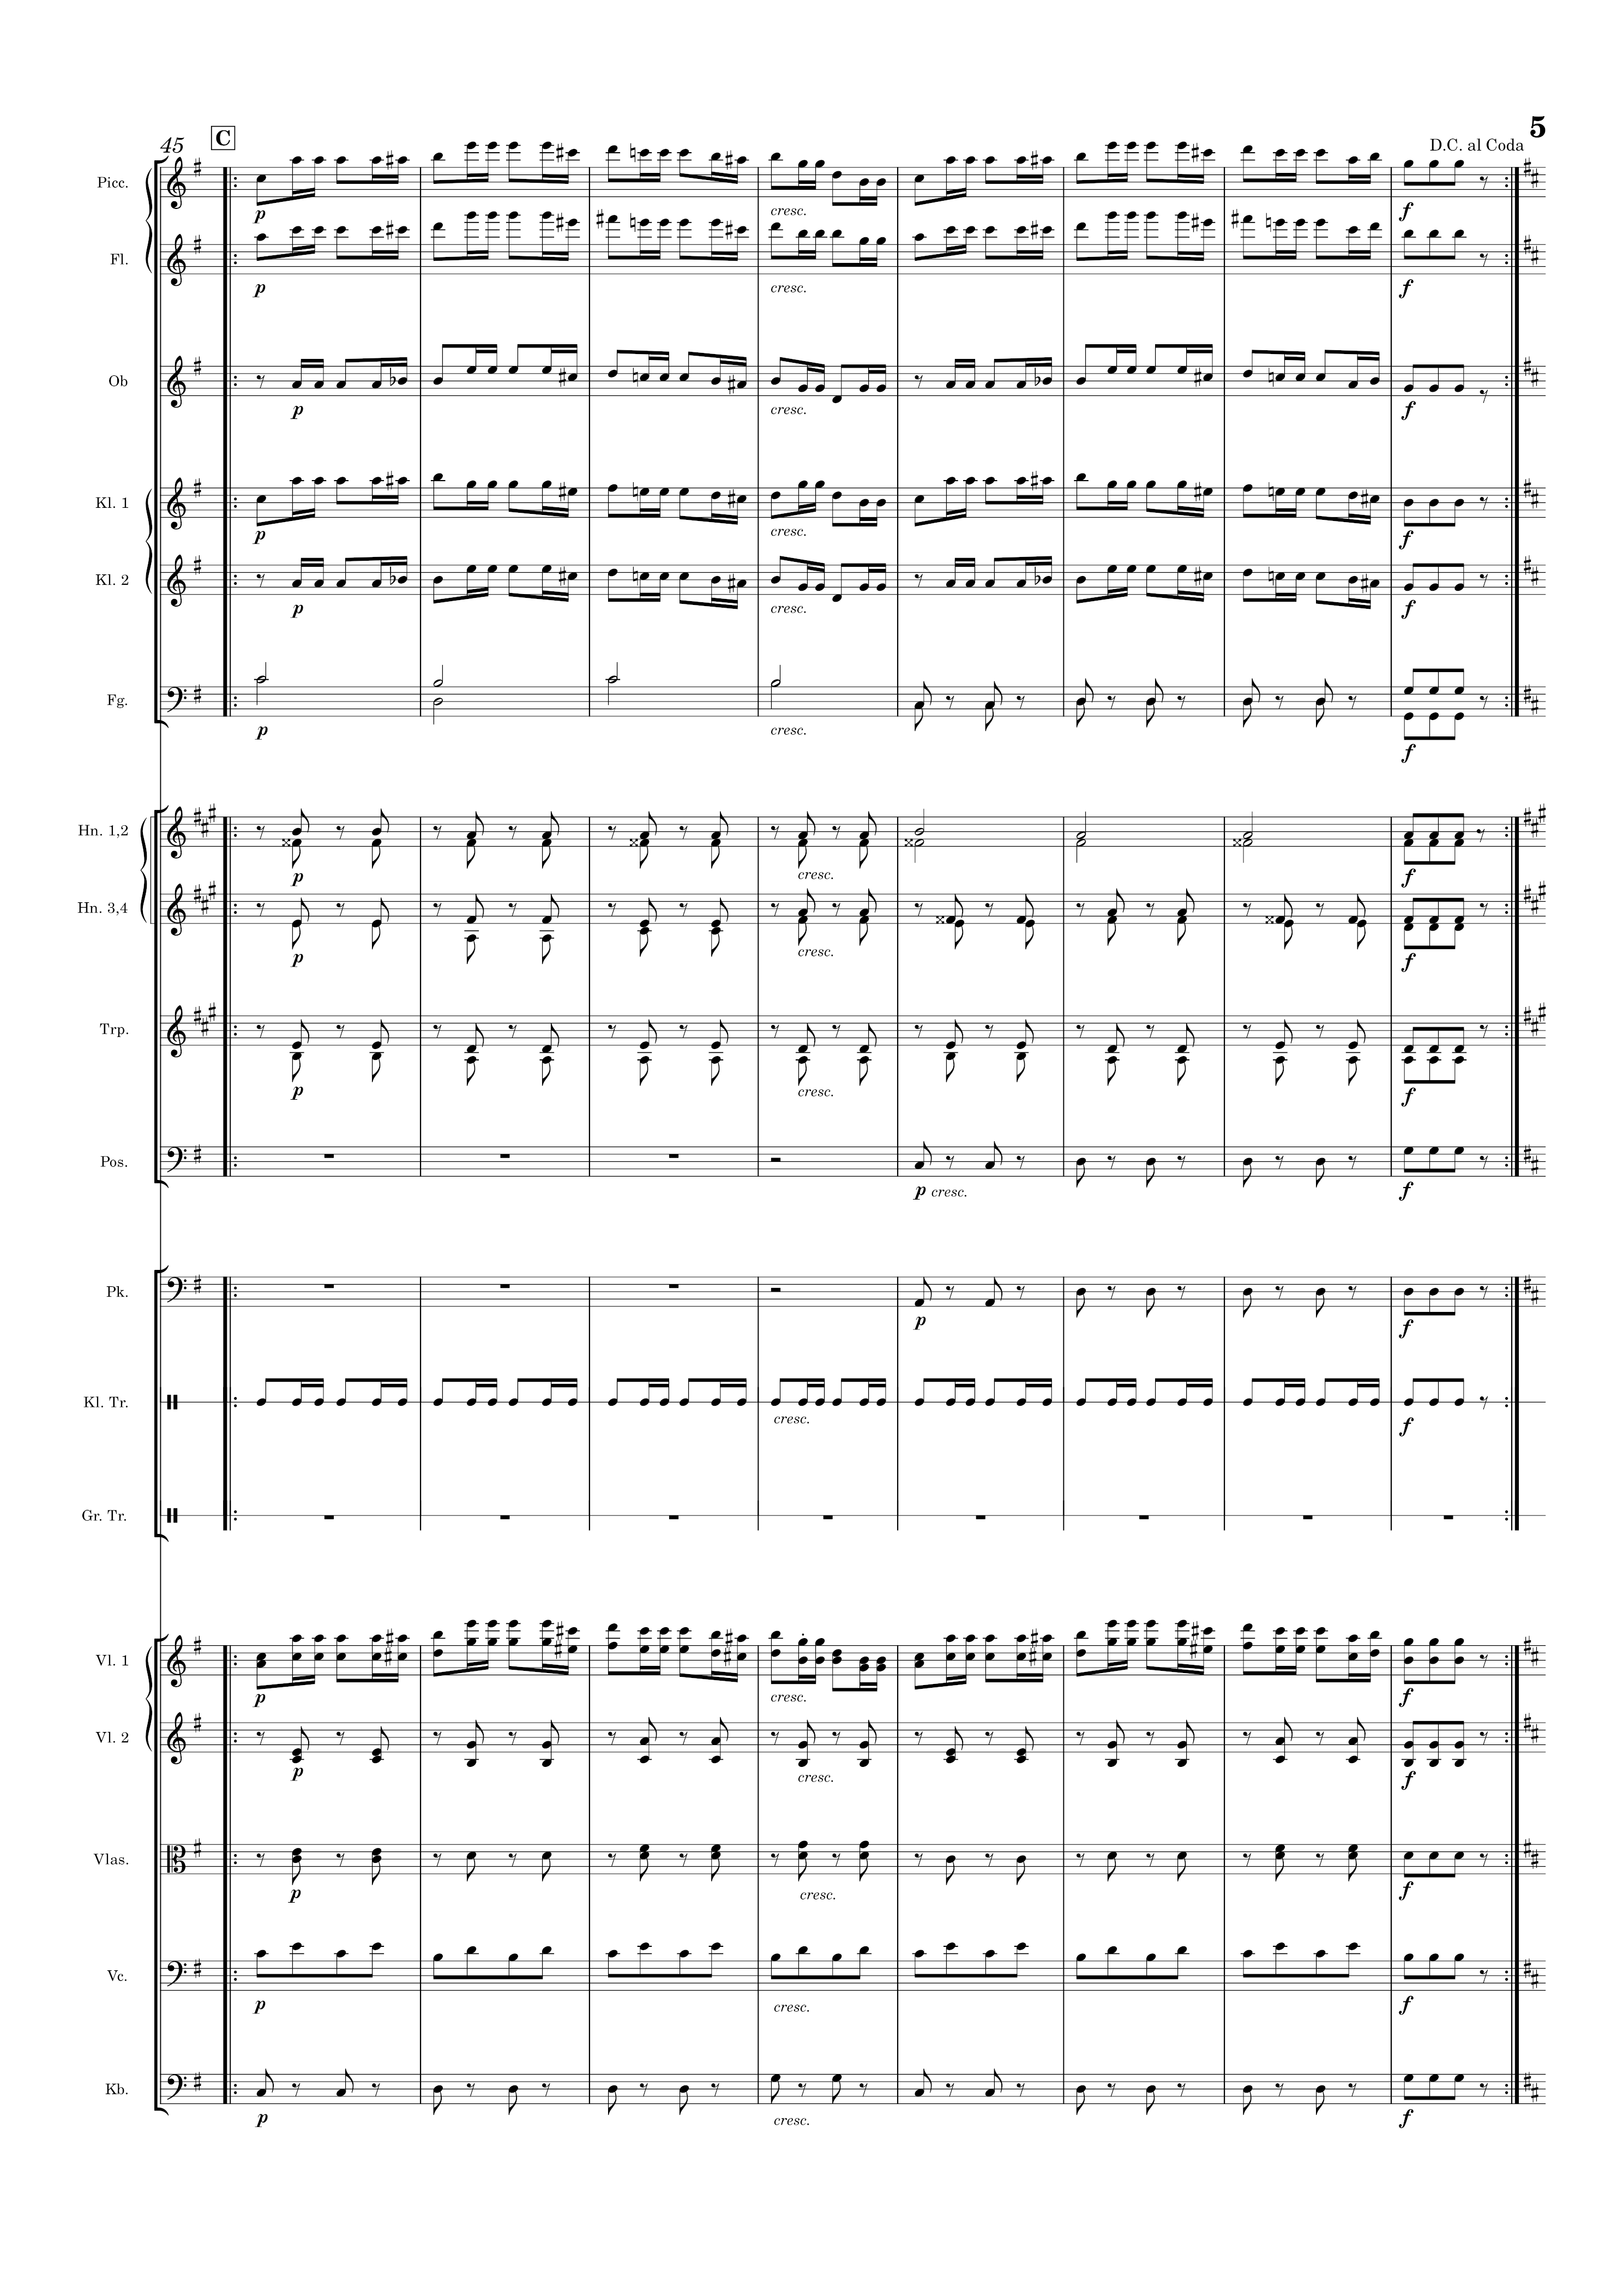 5
45
C
D.C. al Coda
Picc.
p
cresc.
f
Fl.
p
cresc.
f
Ob
p
cresc.
f
Kl. 1
p
cresc.
f
Kl. 2
p
cresc.
f
Fg.
p
cresc.
f
Hn. 1,2
p
cresc.
f
Hn. 3,4
p
cresc.
f
Trp.
p
cresc.
f
Pos.
p cresc.
f
Pk.
p
f
Kl. Tr.
cresc.
f
Gr. Tr.
Vl. 1
p
cresc.
f
Vl. 2
p
cresc.
f
Vlas.
p
cresc.
f
Vc.
p
cresc.
f
Kb.
p
cresc.
f